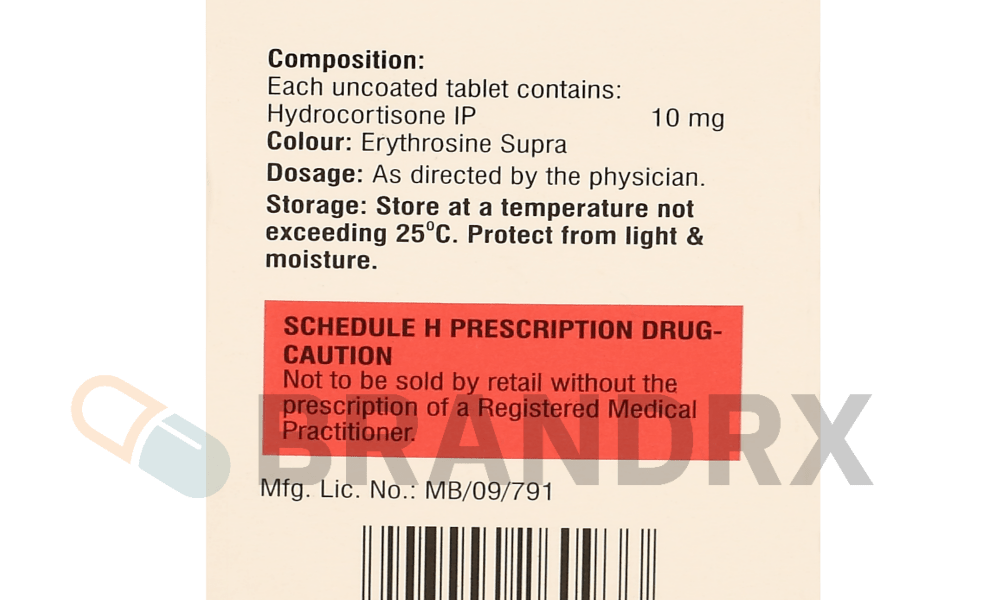 Composition:
Each uncoated tablet contains:
Hydrocortisone IP 10 mg
Colour: Erythrosine Supra
Dosage: As directed by the physician.
Storage: Store at a temperature not
exceeding 25°C. Protect from light &
moisture.
SCHEDULE H PRESCRIPTION DRUG-
CAUTION
Not to be sold by retail without the
prescription of a Registered Medical
Practitioner.
BRANDRX
Mfg. Lic. No.: MB/09/791